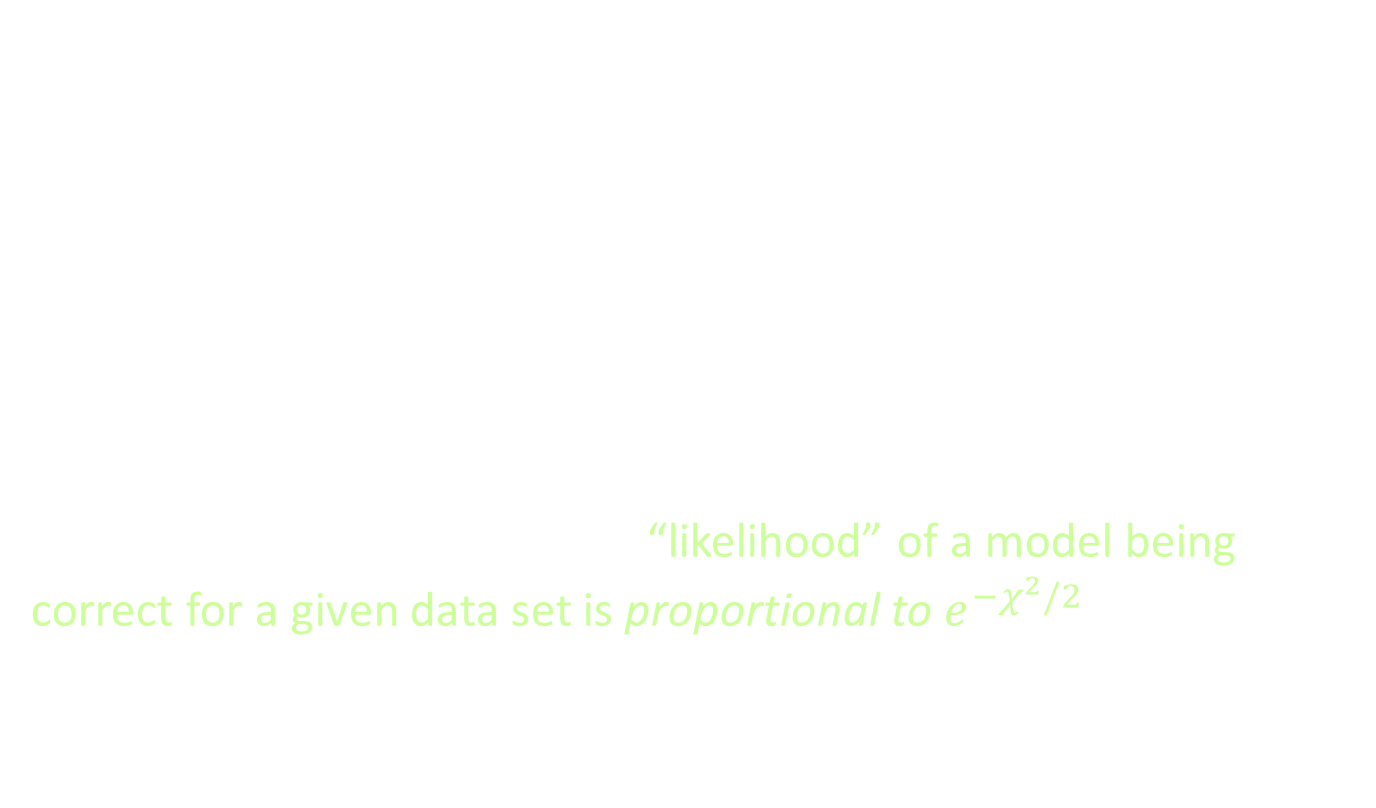 “likelihood” of a model being
correct for a given data set is proportional to e^{−χ²/2}